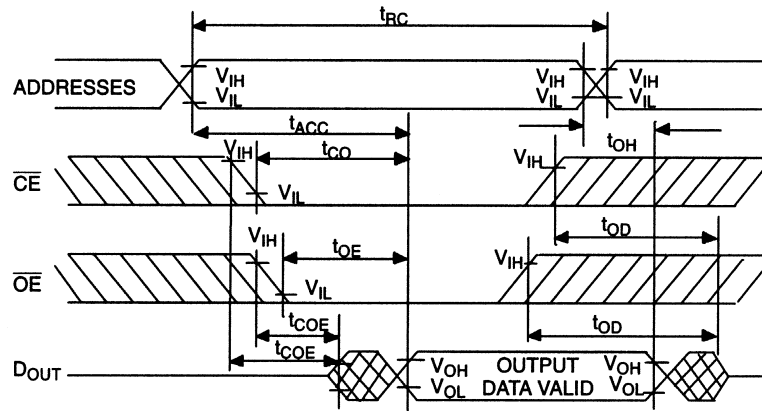 tRC
ADDRESSES
VIH VIH VIH
VIL VIL VIL
tACC
tCO tOH
CE VIH VIH
VIL
tOD
OE VIH tOE VIH
VIL
tCOE tOD
tCOE
DOUT VOH OUTPUT VOH
VOL DATA VALID VOL